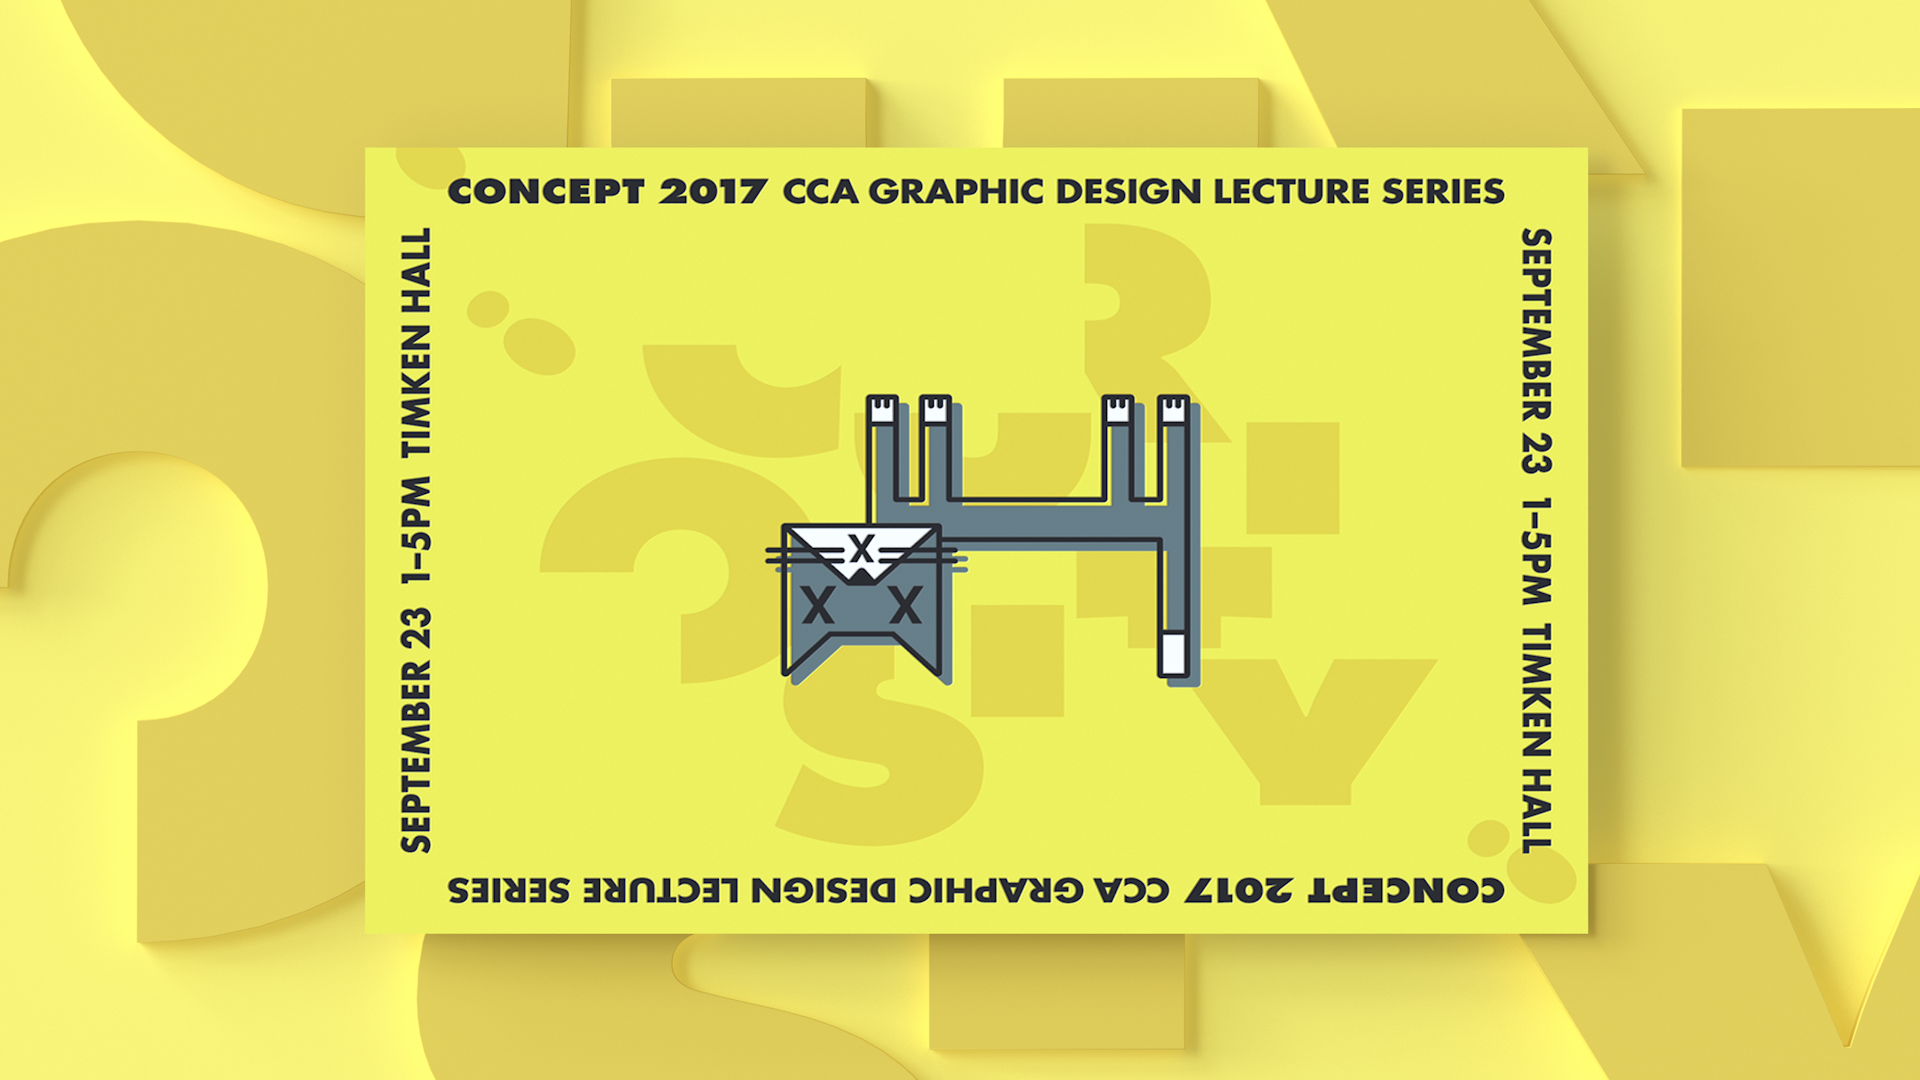 CONCEPT 2017 CCA GRAPHIC DESIGN LECTURE SERIES
SEPTEMBER 23 1–5PM TIMKEN HALL
SEPTEMBER 23 1–5PM TIMKEN HALL
X
X X
CURIOSITY
CONCEPT 2017 CCA GRAPHIC DESIGN LECTURE SERIES